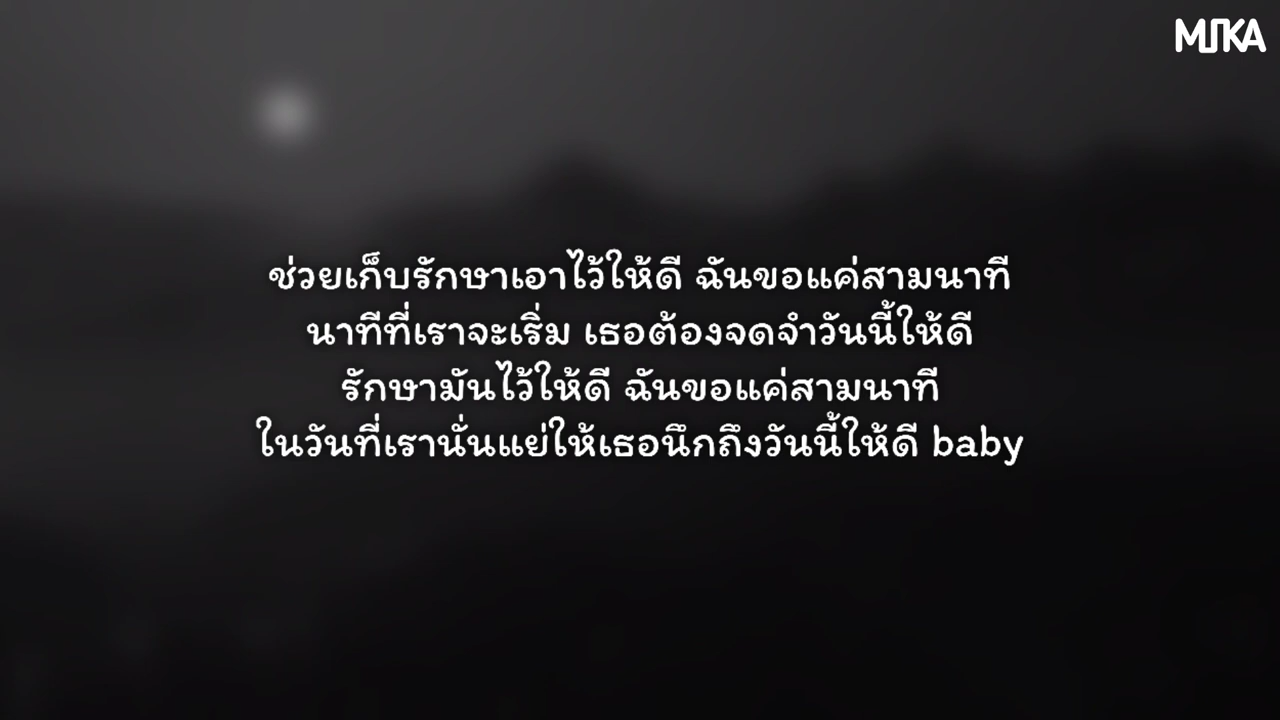 MUSKA
ช่วยเก็บรักษาเอาไว้ให้ดี ฉันขอแค่สามนาที
นาทีที่เราจะเริ่ม เธอต้องจดจำวันนี้ให้ดี
รักษามันไว้ให้ดี ฉันขอแค่สามนาที
ในวันที่เรานั่นแย่ให้เธอนึกถึงวันนี้ให้ดี baby